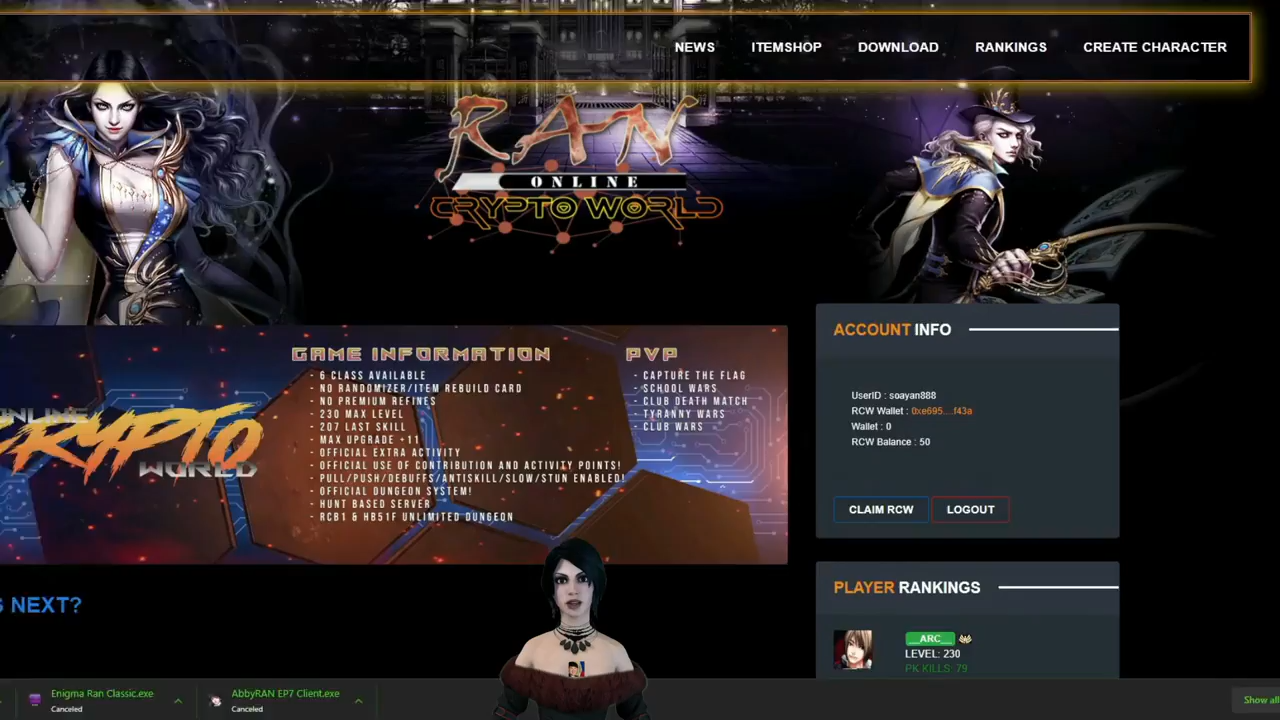 NEWS
ITEMSHOP
DOWNLOAD
RANKINGS
CREATE CHARACTER
RAN
ONLINE
CRYPTO WORLD
ONLINE
CRYPTO
WORLD
GAME INFORMATION
- 6 CLASS AVAILABLE
- NO RANDOMIZER/ITEM REBUILD CARD
- NO PREMIUM REFINES
- 230 MAX LEVEL
- 207 LAST SKILL
- MAX UPGRADE +11
- OFFICIAL EXTRA ACTIVITY
- OFFICIAL USE OF CONTRIBUTION AND ACTIVITY POINTS!
- PULL/PUSH/DEBUFFS/ANTISKILL/SLOW/STUN ENABLED!
- OFFICIAL DUNGEON SYSTEM!
- HUNT BASED SERVER
- RCB1 & HB51F UNLIMITED DUNGEON
PVP
- CAPTURE THE FLAG
- SCHOOL WARS
- CLUB DEATH MATCH
- TYRANNY WARS
- CLUB WARS
ACCOUNT INFO
UserID : soayan888
RCW Wallet : 0xe695....f43a
Wallet : 0
RCW Balance : 50
CLAIM RCW
LOGOUT
S NEXT?
PLAYER RANKINGS
__ARC__
LEVEL: 230
PK KILLS: 79
Enigma Ran Classic.exe
Canceled
AbbyRAN EP7 Client.exe
Canceled
Show all